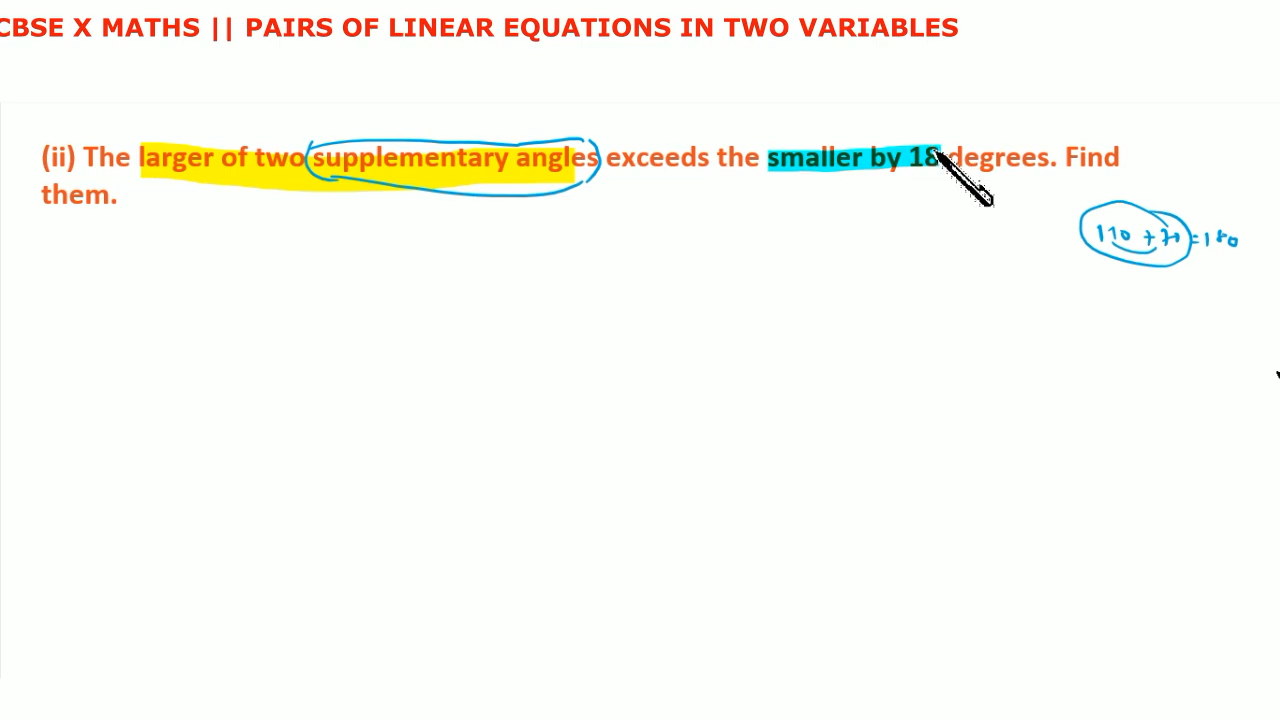 CBSE X MATHS || PAIRS OF LINEAR EQUATIONS IN TWO VARIABLES
(ii) The larger of two supplementary angles exceeds the smaller by 18 degrees. Find
them.
110 + 70 = 180